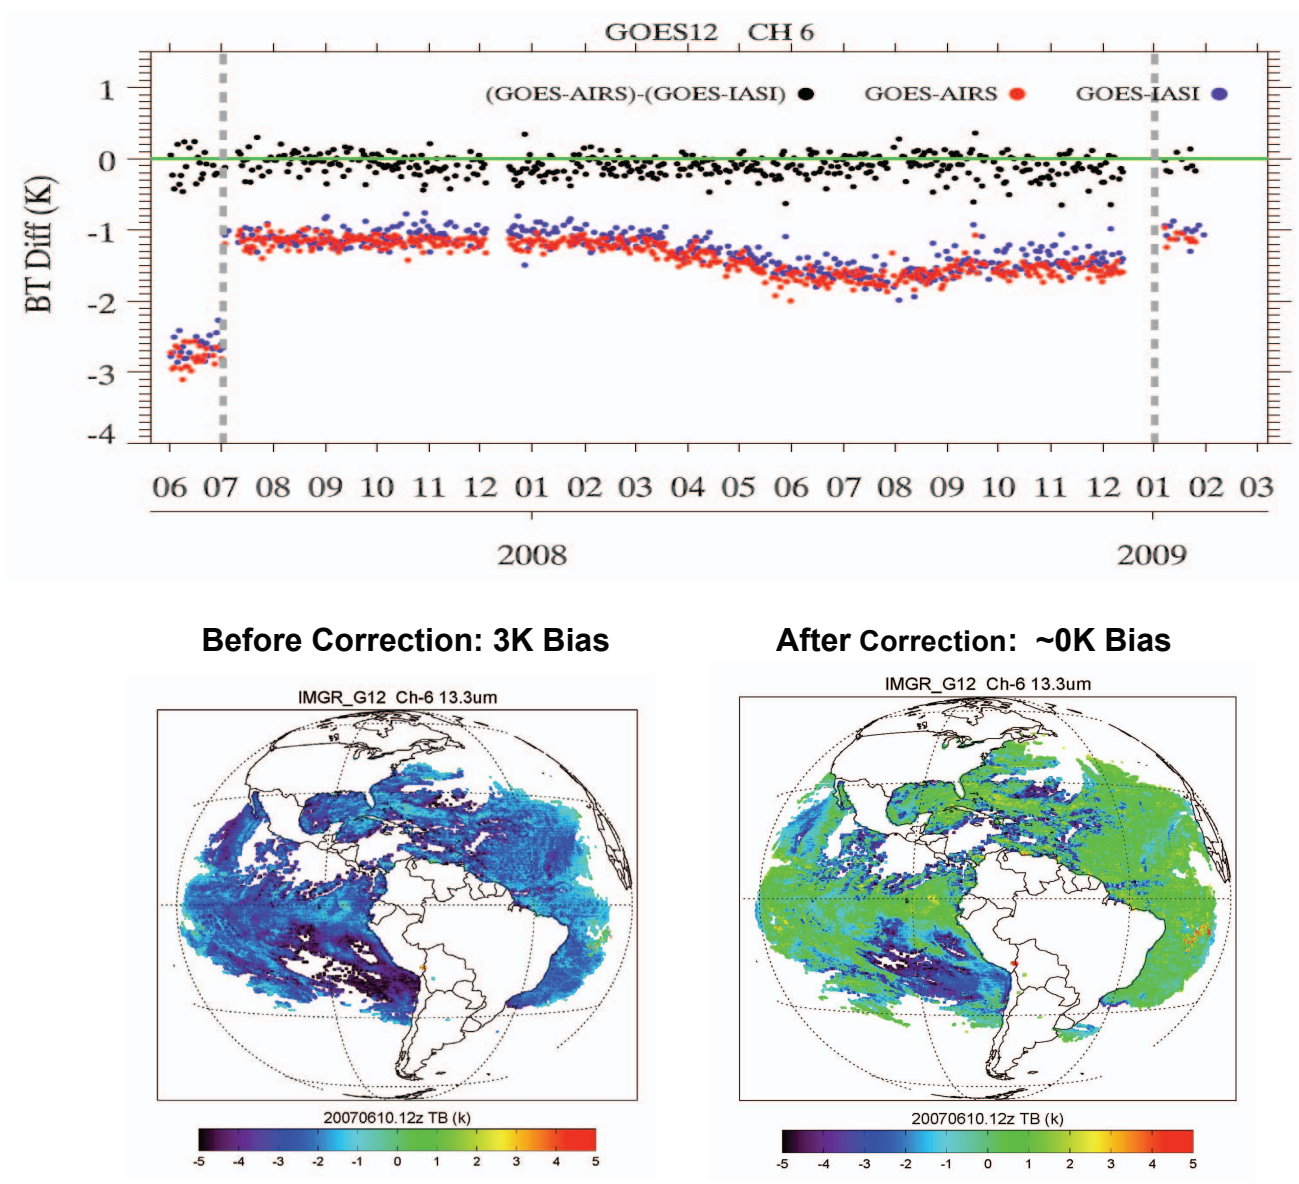 GOES12 CH 6
(GOES-AIRS)-(GOES-IASI) GOES-AIRS GOES-IASI
BT Diff (K)
1
0
-1
-2
-3
-4
06 07 08 09 10 11 12 01 02 03 04 05 06 07 08 09 10 11 12 01 02 03
2008 2009
Before Correction: 3K Bias
After Correction: ~0K Bias
IMGR_G12 Ch-6 13.3um
IMGR_G12 Ch-6 13.3um
20070610.12z TB (k)
20070610.12z TB (k)
-5 -4 -3 -2 -1 0 1 2 3 4 5
-5 -4 -3 -2 -1 0 1 2 3 4 5